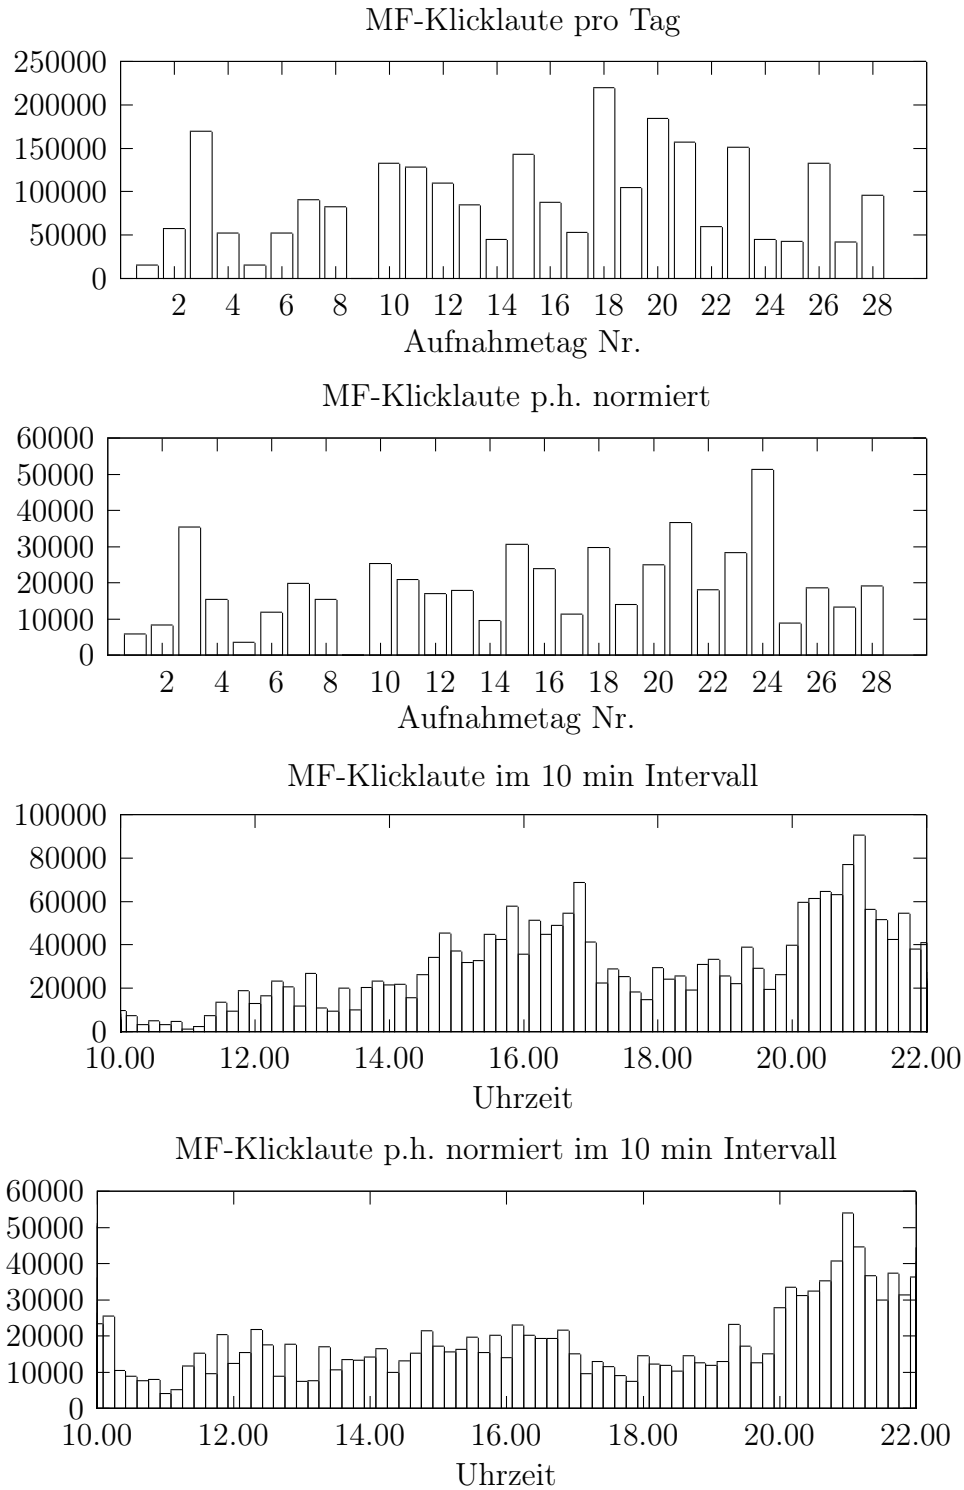 MF-Klicklaute pro Tag
250000
200000
150000
100000
50000
0
2 4 6 8 10 12 14 16 18 20 22 24 26 28
Aufnahmetag Nr.
MF-Klicklaute p.h. normiert
60000
50000
40000
30000
20000
10000
0
2 4 6 8 10 12 14 16 18 20 22 24 26 28
Aufnahmetag Nr.
MF-Klicklaute im 10 min Intervall
100000
80000
60000
40000
20000
0
10.00 12.00 14.00 16.00 18.00 20.00 22.00
Uhrzeit
MF-Klicklaute p.h. normiert im 10 min Intervall
60000
50000
40000
30000
20000
10000
0
10.00 12.00 14.00 16.00 18.00 20.00 22.00
Uhrzeit